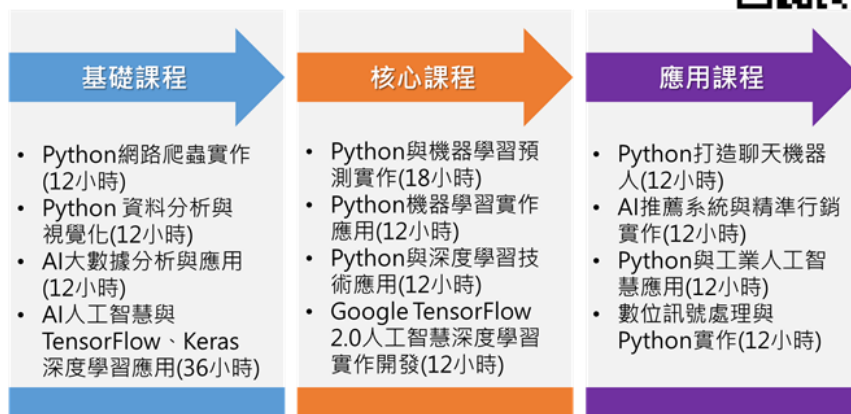 基礎課程
• Python網路爬蟲實作
(12小時)
• Python 資料分析與
視覺化(12小時)
• AI大數據分析與應用
(12小時)
• AI人工智慧與
TensorFlow、Keras
深度學習應用(36小時)
核心課程
• Python與機器學習預
測實作(18小時)
• Python機器學習實作
應用(12小時)
• Python與深度學習技
術應用(12小時)
• Google TensorFlow
2.0人工智慧深度學習
實作開發(12小時)
應用課程
• Python打造聊天機器
人(12小時)
• AI推薦系統與精準行銷
實作(12小時)
• Python與工業人工智
慧應用(12小時)
• 數位訊號處理與
Python實作(12小時)